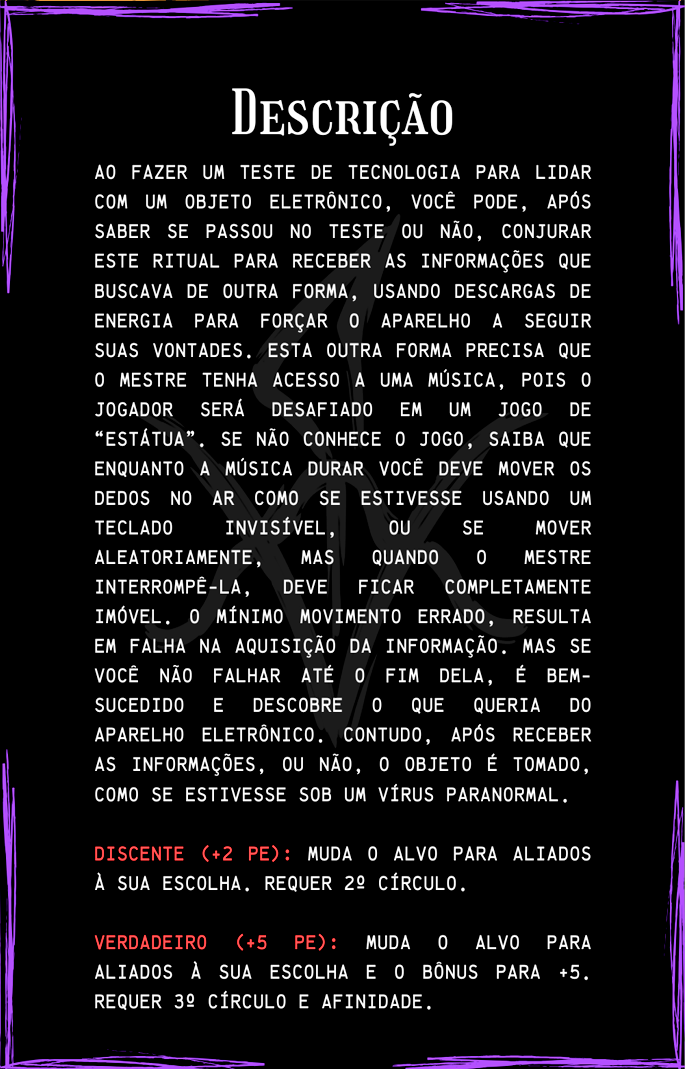 Descrição
AO FAZER UM TESTE DE TECNOLOGIA PARA LIDAR
COM UM OBJETO ELETRÔNICO, VOCÊ PODE, APÓS
SABER SE PASSOU NO TESTE OU NÃO, CONJURAR
ESTE RITUAL PARA RECEBER AS INFORMAÇÕES QUE
BUSCAVA DE OUTRA FORMA, USANDO DESCARGAS DE
ENERGIA PARA FORÇAR O APARELHO A SEGUIR
SUAS VONTADES. ESTA OUTRA FORMA PRECISA QUE
O MESTRE TENHA ACESSO A UMA MÚSICA, POIS O
JOGADOR SERÁ DESAFIADO EM UM JOGO DE
“ESTÁTUA”. SE NÃO CONHECE O JOGO, SAIBA QUE
ENQUANTO A MÚSICA DURAR VOCÊ DEVE MOVER OS
DEDOS NO AR COMO SE ESTIVESSE USANDO UM
TECLADO INVISÍVEL, OU SE MOVER
ALEATORIAMENTE, MAS QUANDO O MESTRE
INTERROMPÊ-LA, DEVE FICAR COMPLETAMENTE
IMÓVEL. O MÍNIMO MOVIMENTO ERRADO, RESULTA
EM FALHA NA AQUISIÇÃO DA INFORMAÇÃO. MAS SE
VOCÊ NÃO FALHAR ATÉ O FIM DELA, É BEM-
SUCEDIDO E DESCOBRE O QUE QUERIA DO
APARELHO ELETRÔNICO. CONTUDO, APÓS RECEBER
AS INFORMAÇÕES, OU NÃO, O OBJETO É TOMADO,
COMO SE ESTIVESSE SOB UM VÍRUS PARANORMAL.
DISCENTE (+2 PE): MUDA O ALVO PARA ALIADOS
À SUA ESCOLHA. REQUER 2º CÍRCULO.
VERDADEIRO (+5 PE): MUDA O ALVO PARA
ALIADOS À SUA ESCOLHA E O BÔNUS PARA +5.
REQUER 3º CÍRCULO E AFINIDADE.